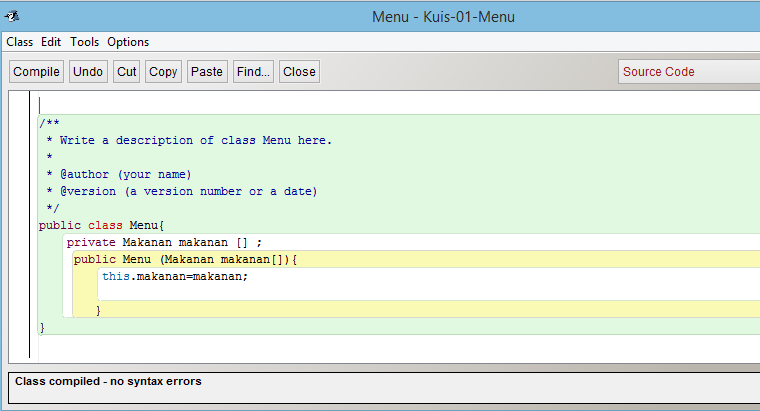 Menu - Kuis-01-Menu
Class Edit Tools Options
Compile Undo Cut Copy Paste Find... Close Source Code
/**
* Write a description of class Menu here.
*
* @author (your name)
* @version (a version number or a date)
*/
public class Menu{
private Makanan makanan [] ;
public Menu (Makanan makanan[]){
this.makanan=makanan;
}
}
Class compiled - no syntax errors